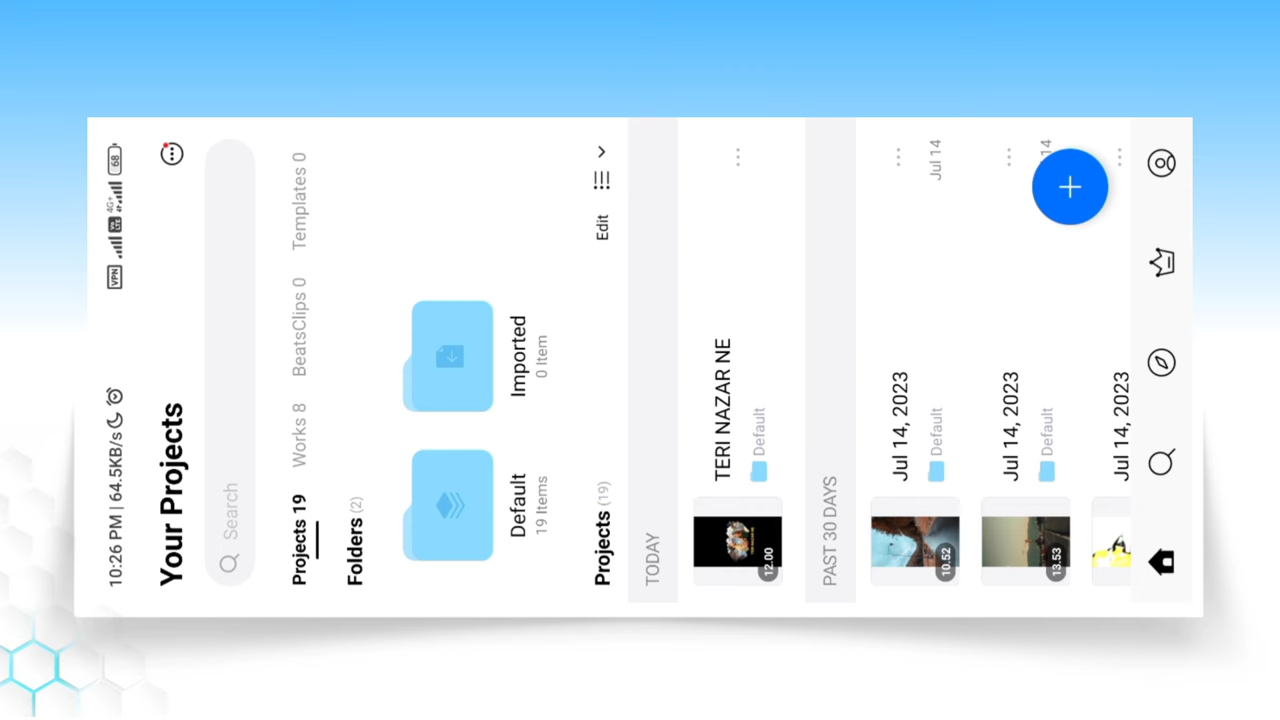 10:26 PM | 64.5KB/s
VPN
4G+
68
Your Projects
Search
Projects 19
Works 8
BeatsClips 0
Templates 0
Folders (2)
Default
19 Items
Imported
0 Item
Projects (19)
Edit
TODAY
TERI NAZAR NE
Default
12.00
PAST 30 DAYS
Jul 14, 2023
Default
Jul 14
10.52
Jul 14, 2023
Default
14
13.53
Jul 14, 2023